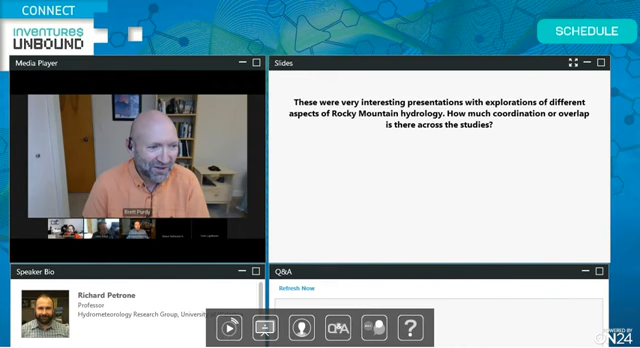 CONNECT
INVENTURE$
UNBOUND
SCHEDULE
Media Player
Slides
These were very interesting presentations with explorations of different
aspects of Rocky Mountain hydrology. How much coordination or overlap
is there across the studies?
Brett Purdy
Speaker Bio
Q&A
Richard Petrone
Professor
Hydrometeorology Research Group, University
Refresh Now
Q&A
?
POWERED BY
ON24